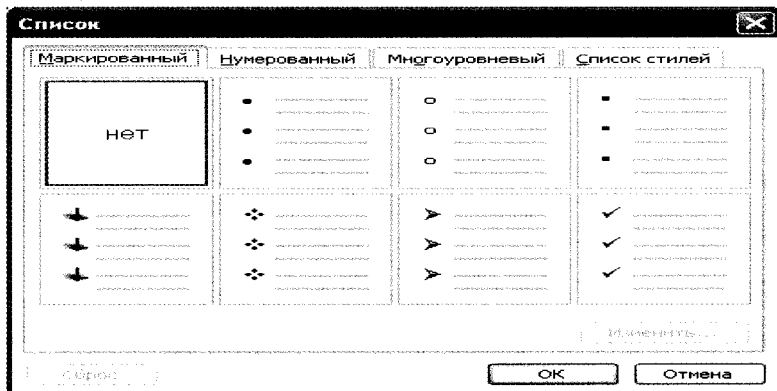 Список
Маркированный Нумерованный Многоуровневый Список стилей
нет
Изменить...
Сброс
ОК Отмена